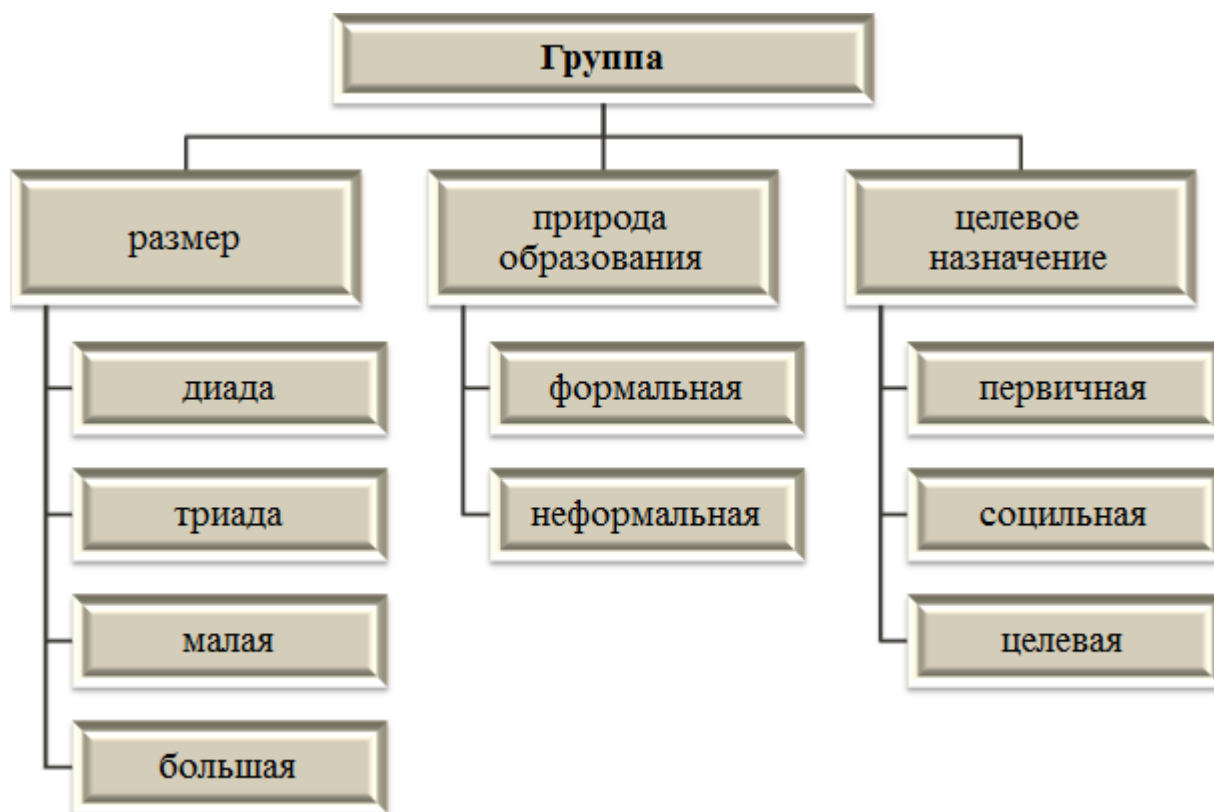 Группа
размер
диада
триада
малая
большая
природа
образования
формальная
неформальная
целевое
назначение
первичная
социльная
целевая